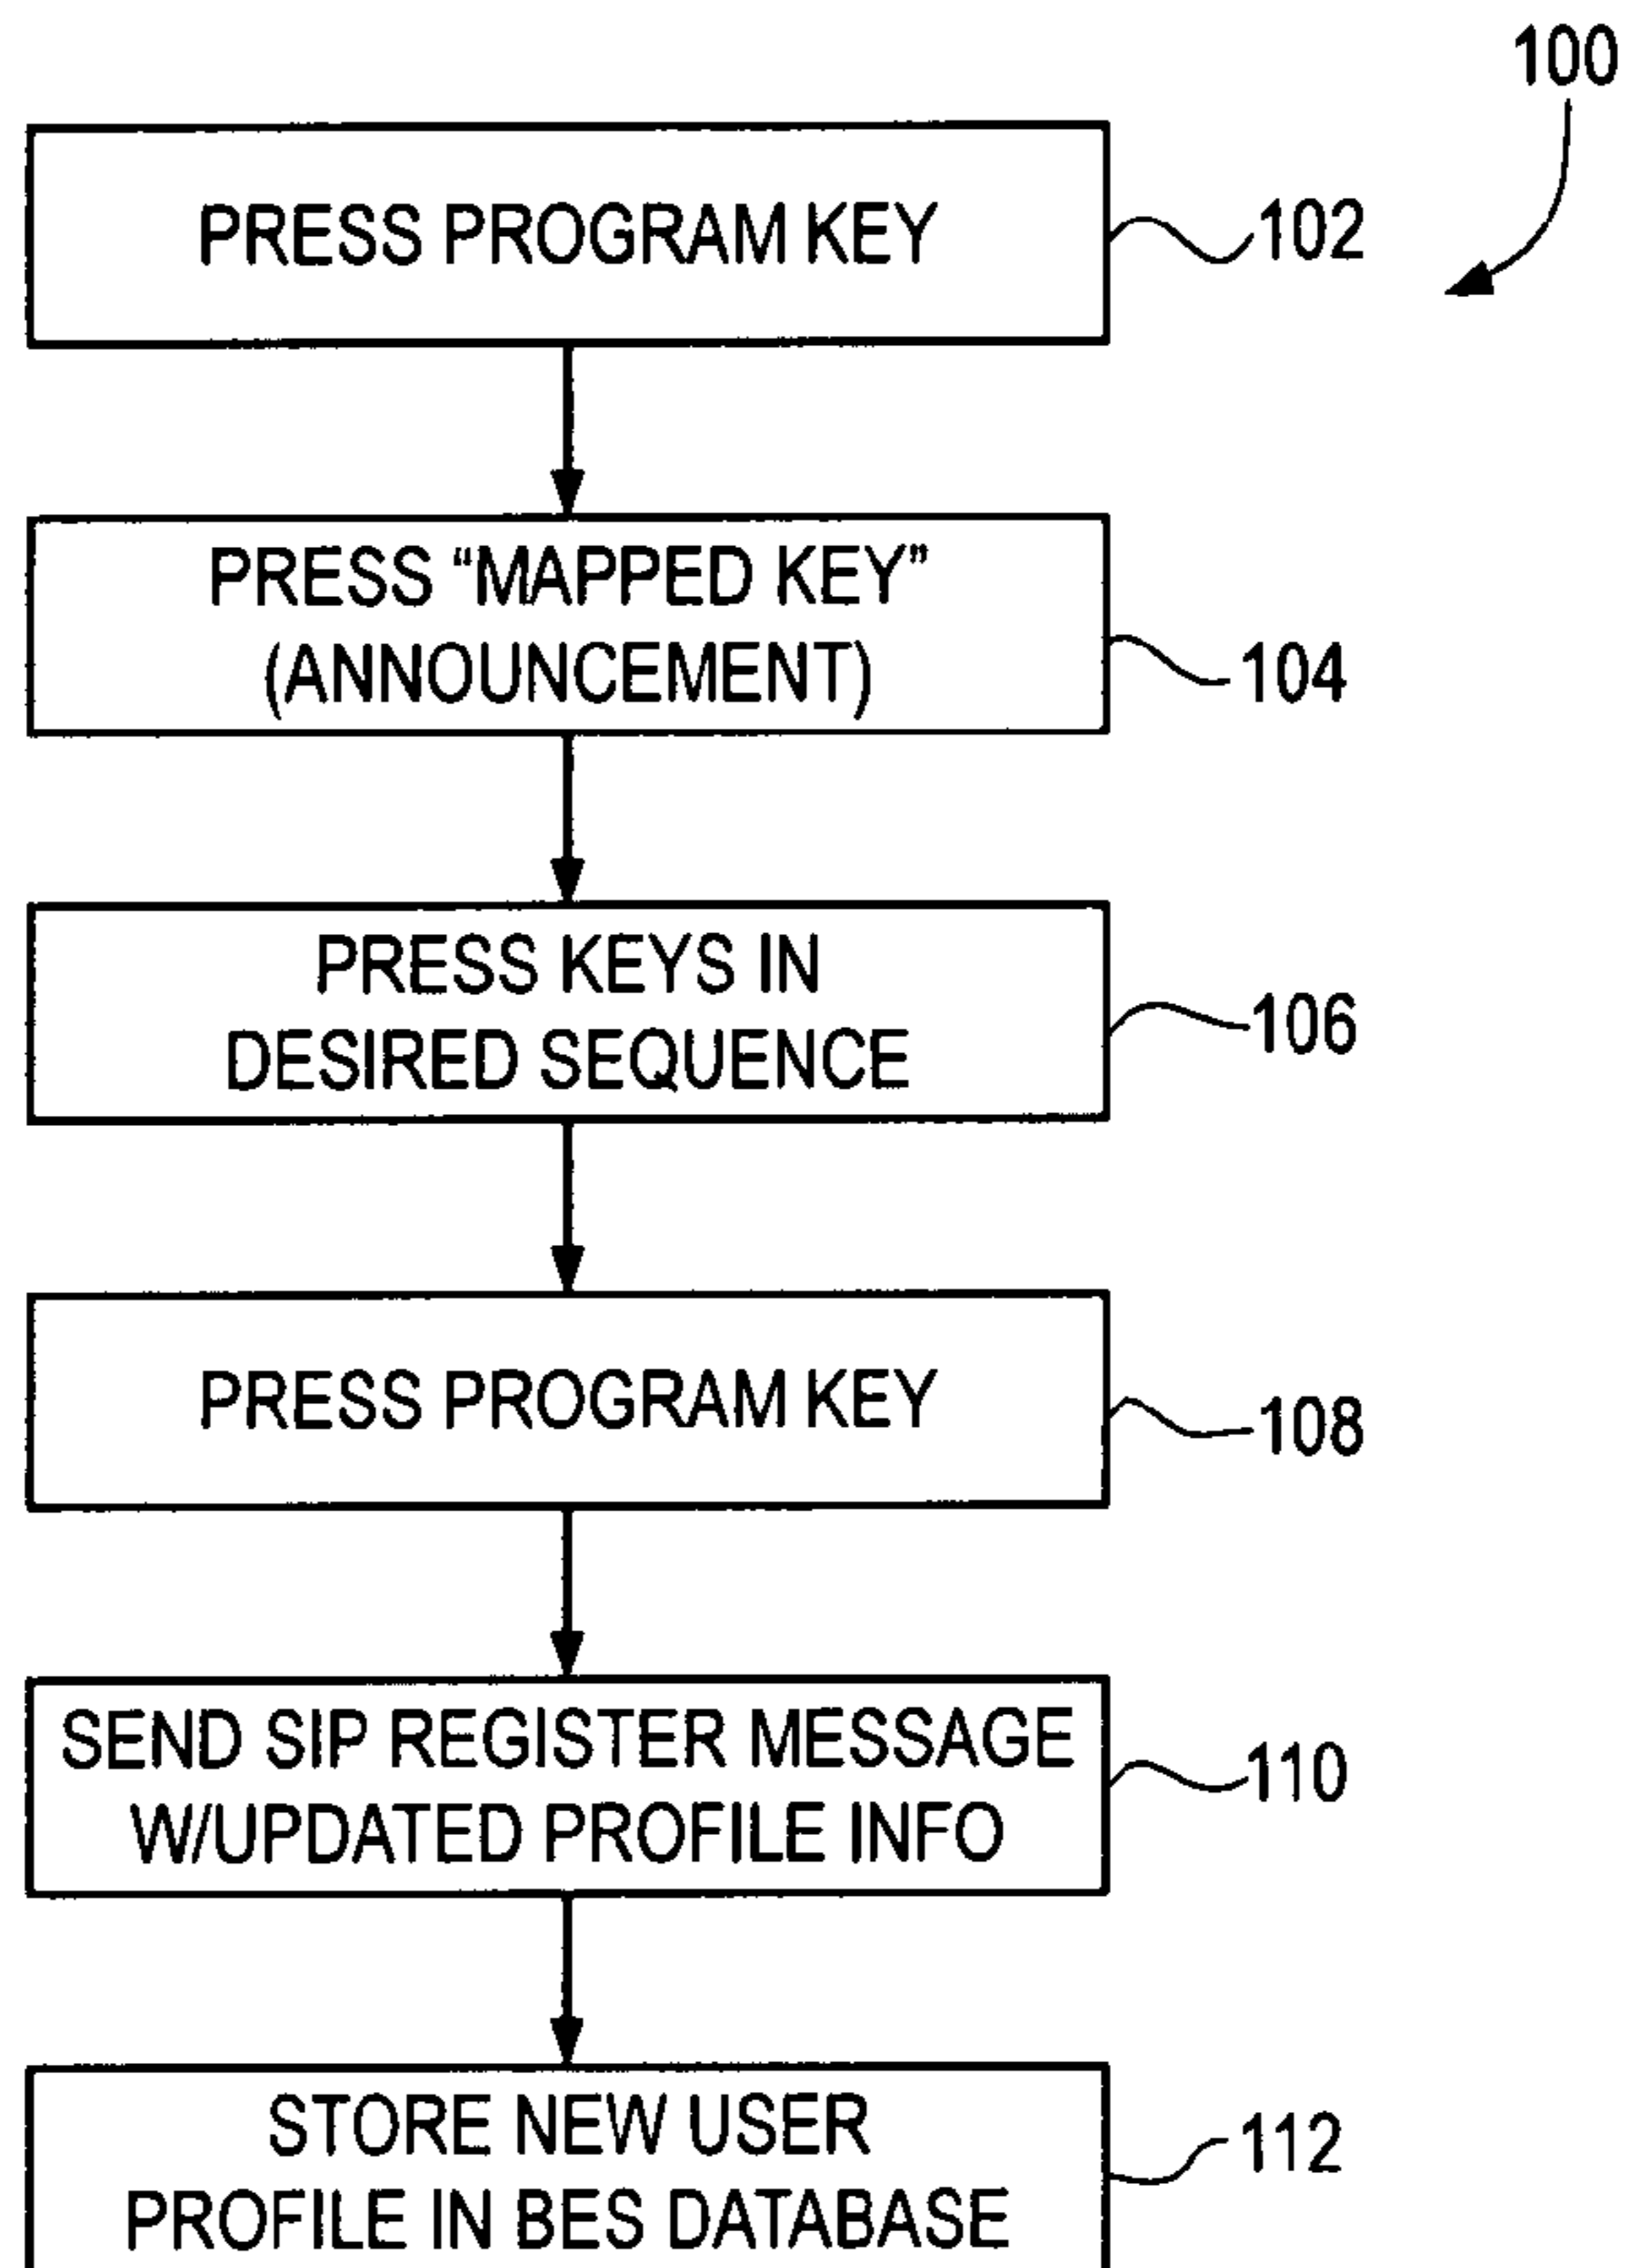 100
PRESS PROGRAM KEY
102
PRESS “MAPPED KEY”
(ANNOUNCEMENT)
104
PRESS KEYS IN
DESIRED SEQUENCE
106
PRESS PROGRAM KEY
108
SEND SIP REGISTER MESSAGE
W/UPDATED PROFILE INFO
110
STORE NEW USER
PROFILE IN BES DATABASE
112